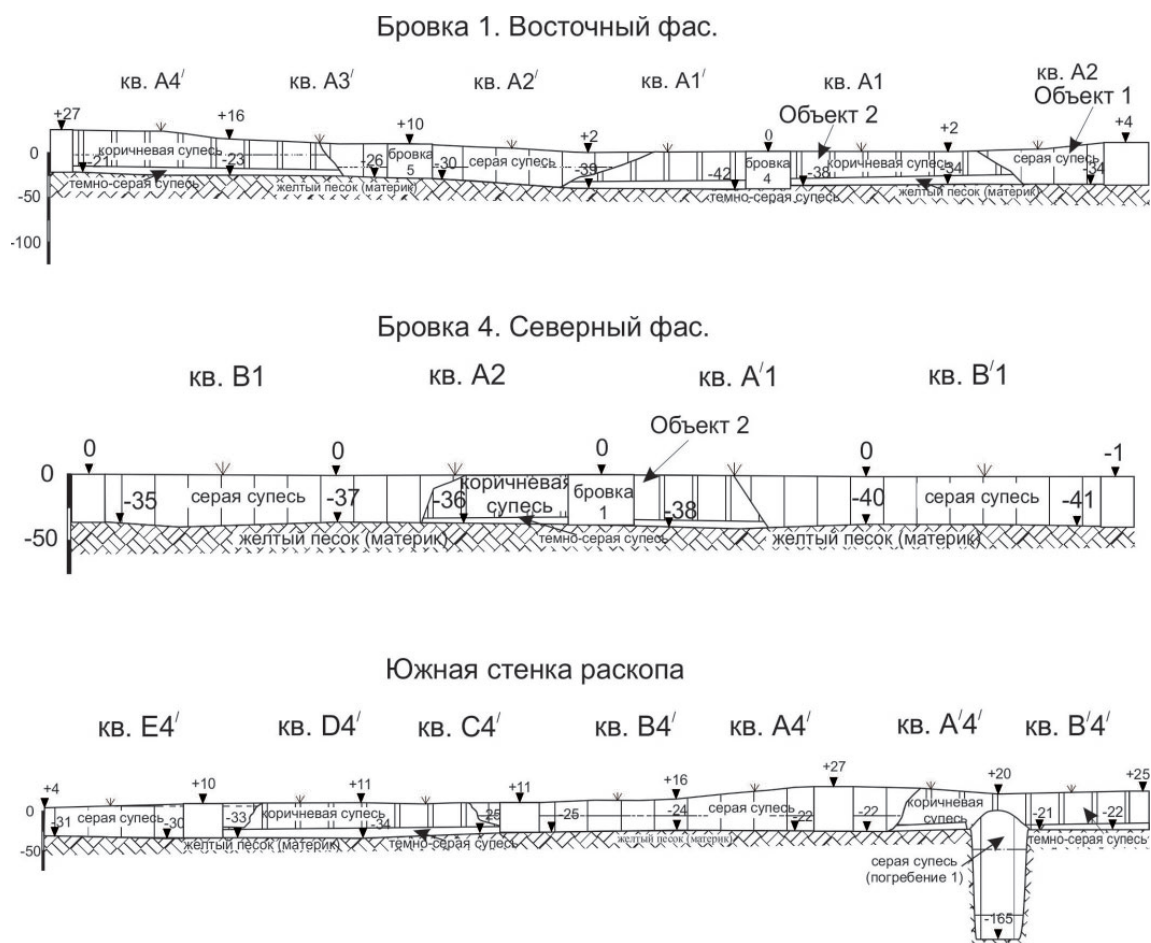 Бровка 1. Восточный фас.
кв. А4/ кв. А3/ кв. А2/ кв. А1/ кв. А1 кв. А2
Объект 2 Объект 1
+27 +16 +10 +2 0 +2 +4
0
-50
-100
-21 коричневая супесь -23 -26 бровка 5 -30 серая супесь -39 -42 бровка 4 -38 коричневая супесь -34 серая супесь -34
темно-серая супесь желтый песок (материк) темно-серая супесь желтый песок (материк)
Бровка 4. Северный фас.
кв. В1 кв. А2 кв. А/1 кв. В/1
Объект 2
0 0 0 0 -1
0
-50
-35 серая супесь -37 -36 коричневая супесь бровка 1 -38 -40 серая супесь -41
желтый песок (материк) темно-серая супесь желтый песок (материк)
Южная стенка раскопа
кв. Е4/ кв. D4/ кв. С4/ кв. В4/ кв. А4/ кв. А/4/ кв. В/4/
+4 +10 +11 +11 +16 +27 +20 +25
0
-50
-31 серая супесь -30 -33 коричневая супесь -34 -25 -25 -24 серая супесь -22 -22 коричневая супесь -21 -22
желтый песок (материк) темно-серая супесь желтый песок (материк) темно-серая супесь
серая супесь
(погребение 1)
-165